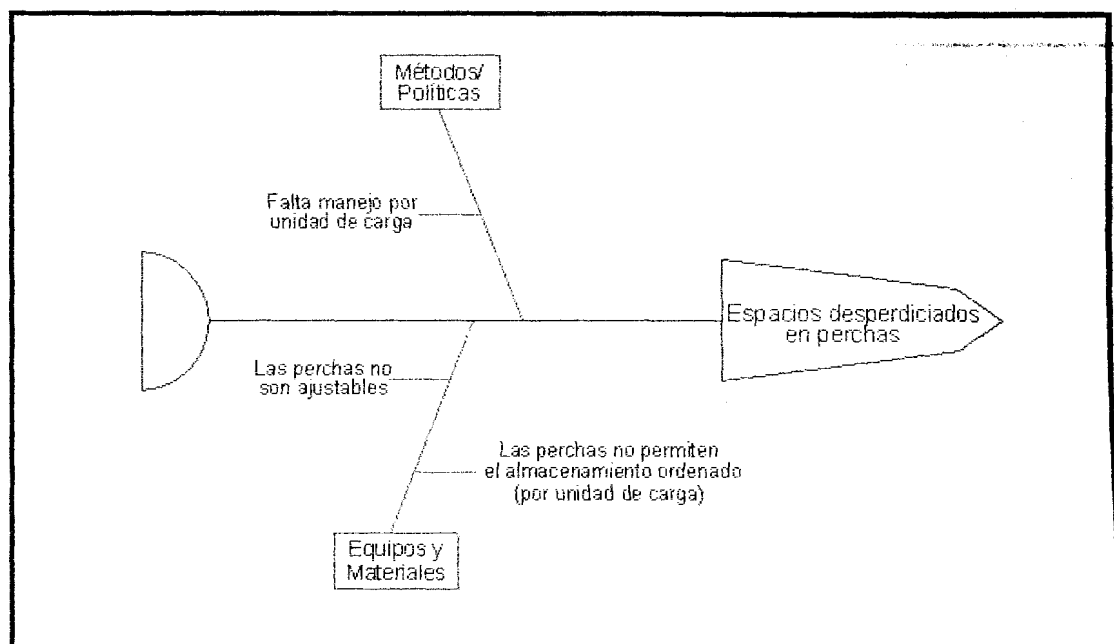 Métodos/
Políticas
Falta manejo por
unidad de carga
Espacios desperdiciados
en perchas
Las perchas no
son ajustables
Las perchas no permiten
el almacenamiento ordenado
(por unidad de carga)
Equipos y
Materiales